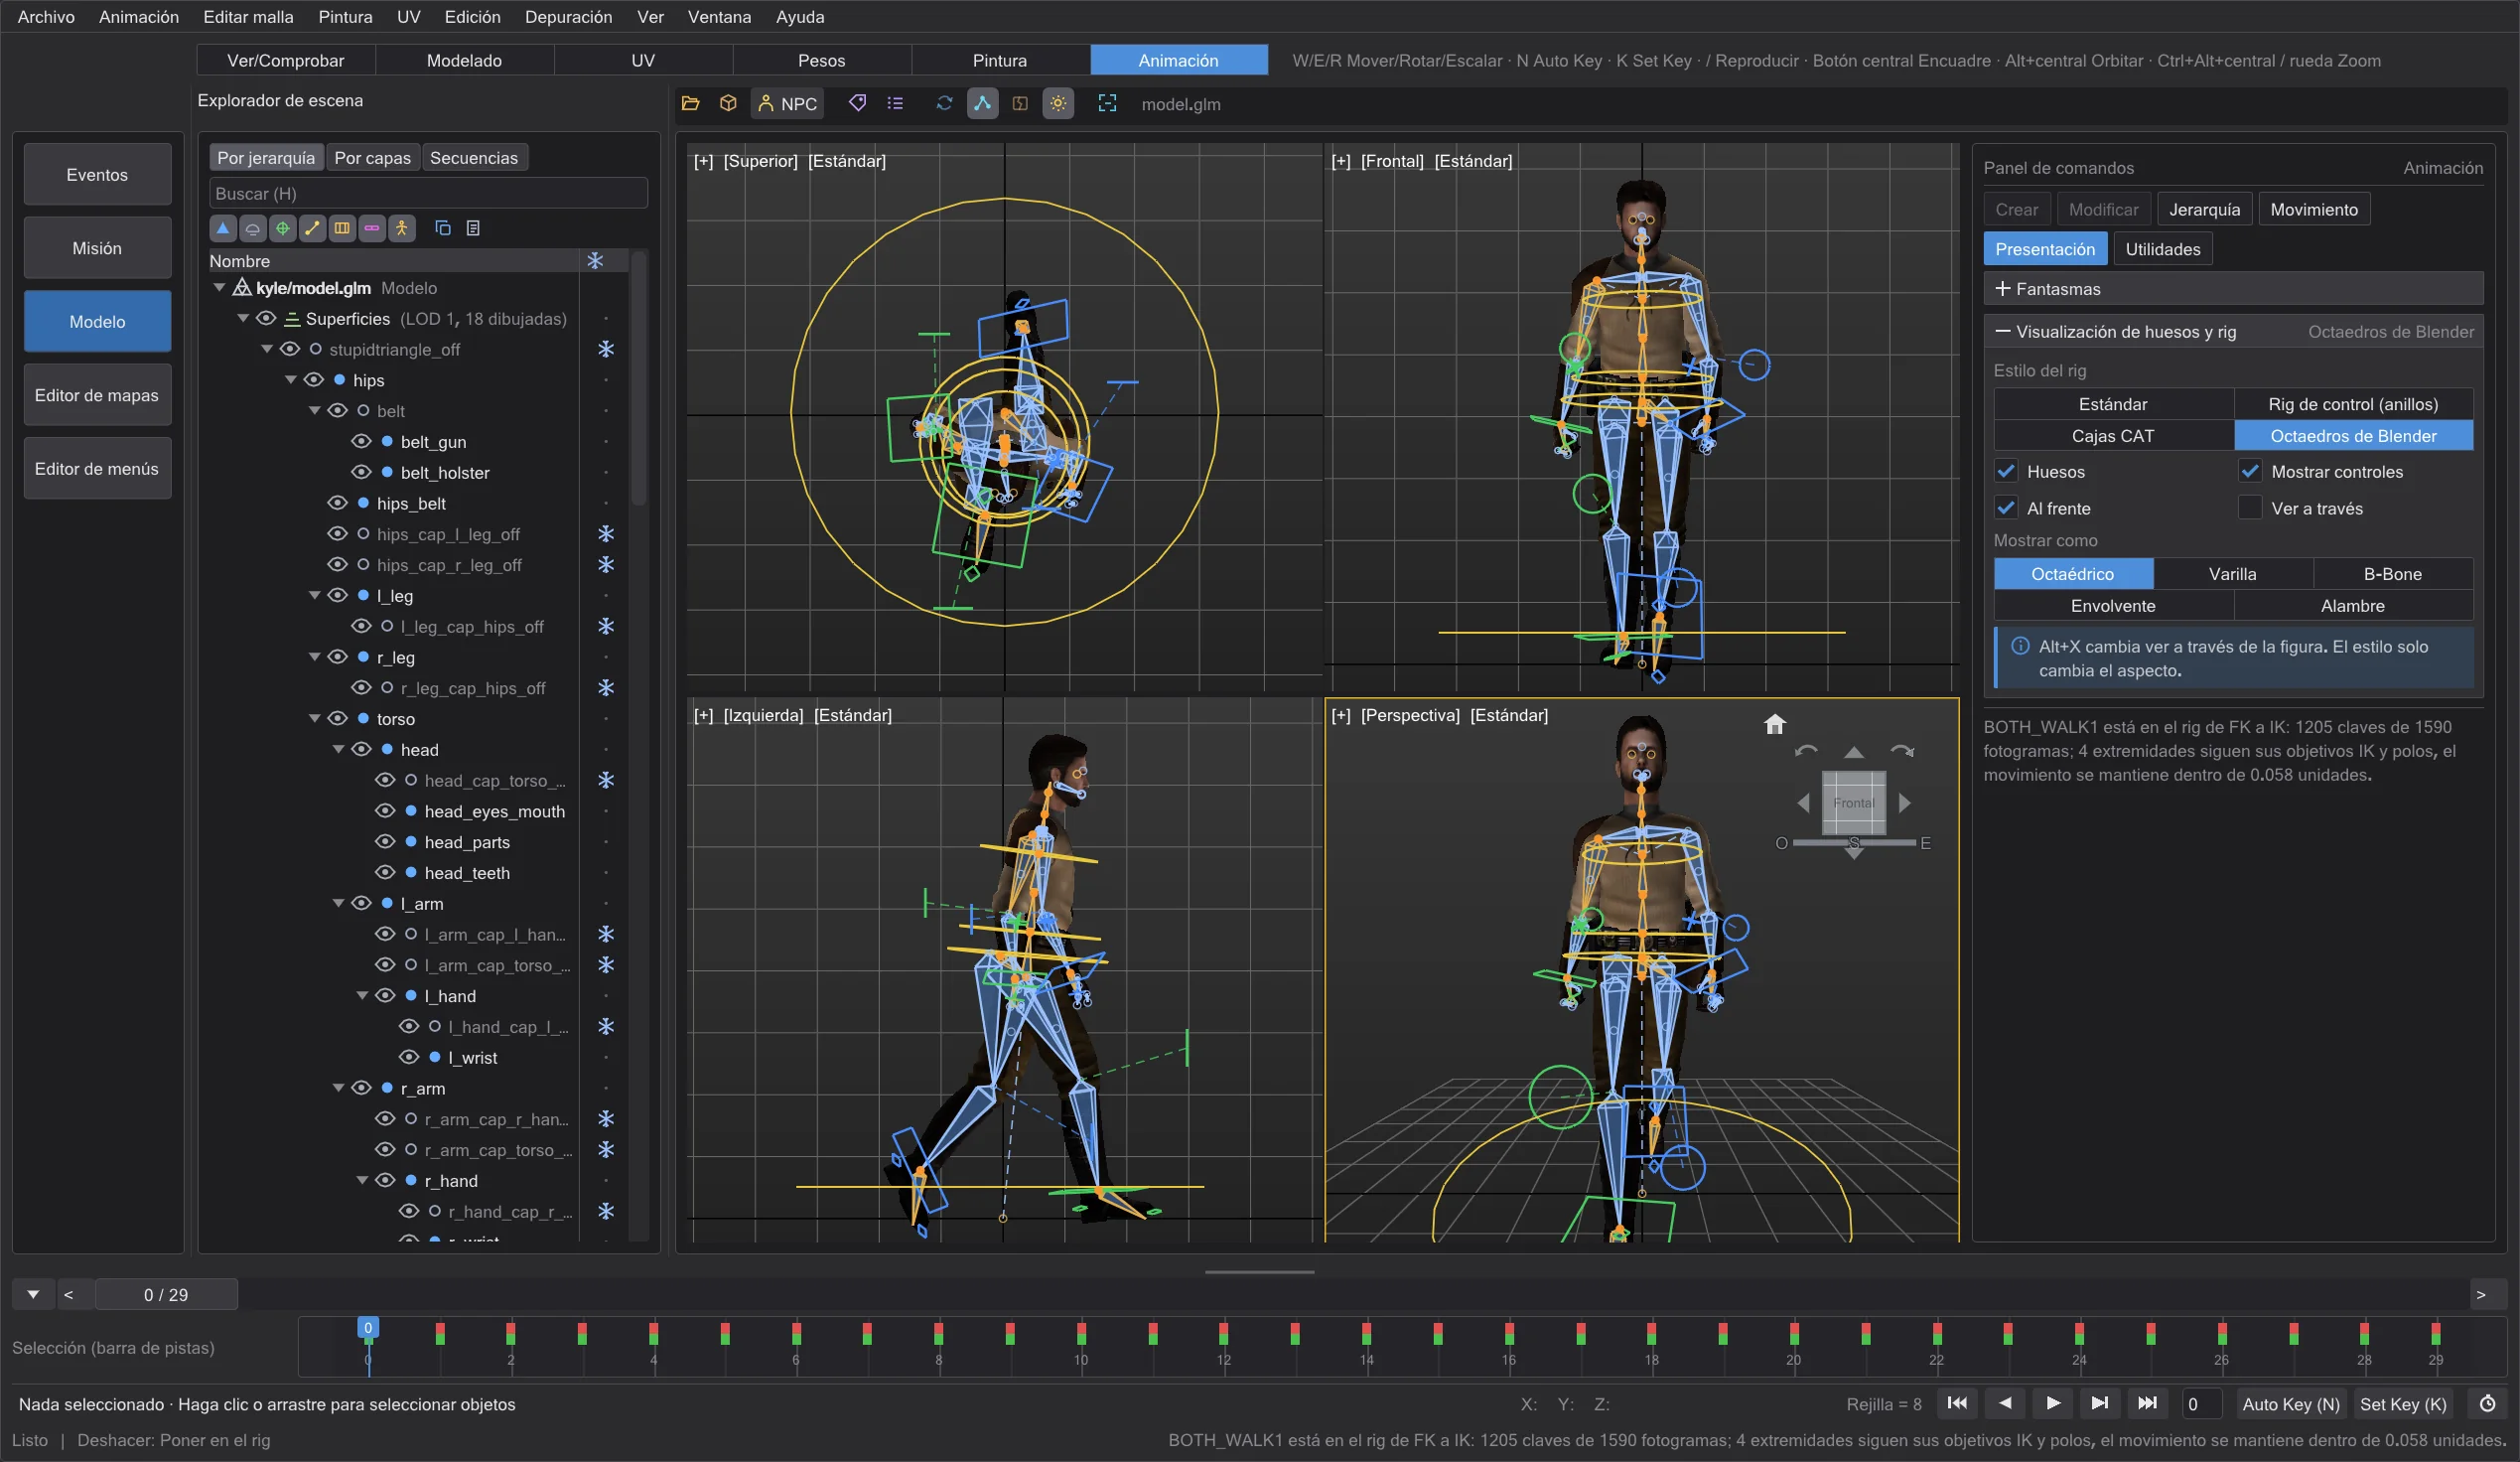 Archivo Animación Editar malla Pintura UV Edición Depuración Ver Ventana Ayuda
Ver/Comprobar Modelado UV Pesos Pintura Animación W/E/R Mover/Rotar/Escalar · N Auto Key · K Set Key · / Reproducir · Botón central Encuadre · Alt+central Orbitar · Ctrl+Alt+central / rueda Zoom
Explorador de escena
NPC model.glm
Eventos
Misión
Modelo
Editor de mapas
Editor de menús
Por jerarquía Por capas Secuencias
Buscar (H)
Nombre
kyle/model.glm Modelo
Superficies (LOD 1, 18 dibujadas)
stupidtriangle_off
hips
belt
belt_gun
belt_holster
hips_belt
hips_cap_l_leg_off
hips_cap_r_leg_off
l_leg
l_leg_cap_hips_off
r_leg
r_leg_cap_hips_off
torso
head
head_cap_torso_...
head_eyes_mouth
head_parts
head_teeth
l_arm
l_arm_cap_l_han...
l_arm_cap_torso_...
l_hand
l_hand_cap_l_...
l_wrist
r_arm
r_arm_cap_r_han...
r_arm_cap_torso_...
r_hand
r_hand_cap_r_...
r_wrist
[+] [Superior] [Estándar]
[+] [Frontal] [Estándar]
[+] [Izquierda] [Estándar]
[+] [Perspectiva] [Estándar]
Frontal
O S E
Panel de comandos Animación
Crear Modificar Jerarquía Movimiento
Presentación Utilidades
Fantasmas
Visualización de huesos y rig Octaedros de Blender
Estilo del rig
Estándar Rig de control (anillos)
Cajas CAT Octaedros de Blender
Huesos Mostrar controles
Al frente Ver a través
Mostrar como
Octaédrico Varilla B-Bone
Envolvente Alambre
Alt+X cambia ver a través de la figura. El estilo solo
cambia el aspecto.
BOTH_WALK1 está en el rig de FK a IK: 1205 claves de 1590
fotogramas; 4 extremidades siguen sus objetivos IK y polos, el
movimiento se mantiene dentro de 0.058 unidades.
< 0 / 29 >
Selección (barra de pistas)
0
0 2 4 6 8 10 12 14 16 18 20 22 24 26 28 29
Nada seleccionado · Haga clic o arrastre para seleccionar objetos X: Y: Z: Rejilla = 8 0 Auto Key (N) Set Key (K)
Listo | Deshacer: Poner en el rig BOTH_WALK1 está en el rig de FK a IK: 1205 claves de 1590 fotogramas; 4 extremidades siguen sus objetivos IK y polos, el movimiento se mantiene dentro de 0.058 unidades.